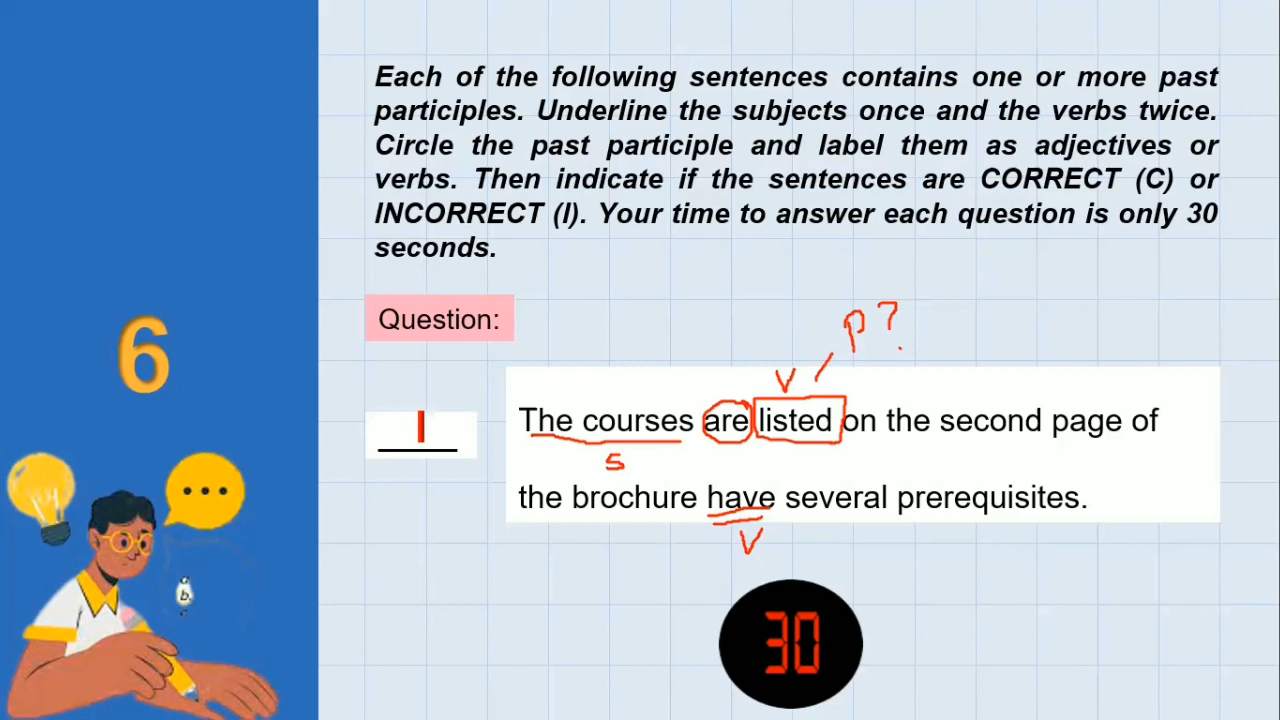 Each of the following sentences contains one or more past
participles. Underline the subjects once and the verbs twice.
Circle the past participle and label them as adjectives or
verbs. Then indicate if the sentences are CORRECT (C) or
INCORRECT (I). Your time to answer each question is only 30
seconds.
6
Question:
p?
V
I
The courses are listed on the second page of
S
the brochure have several prerequisites.
V
b.
30